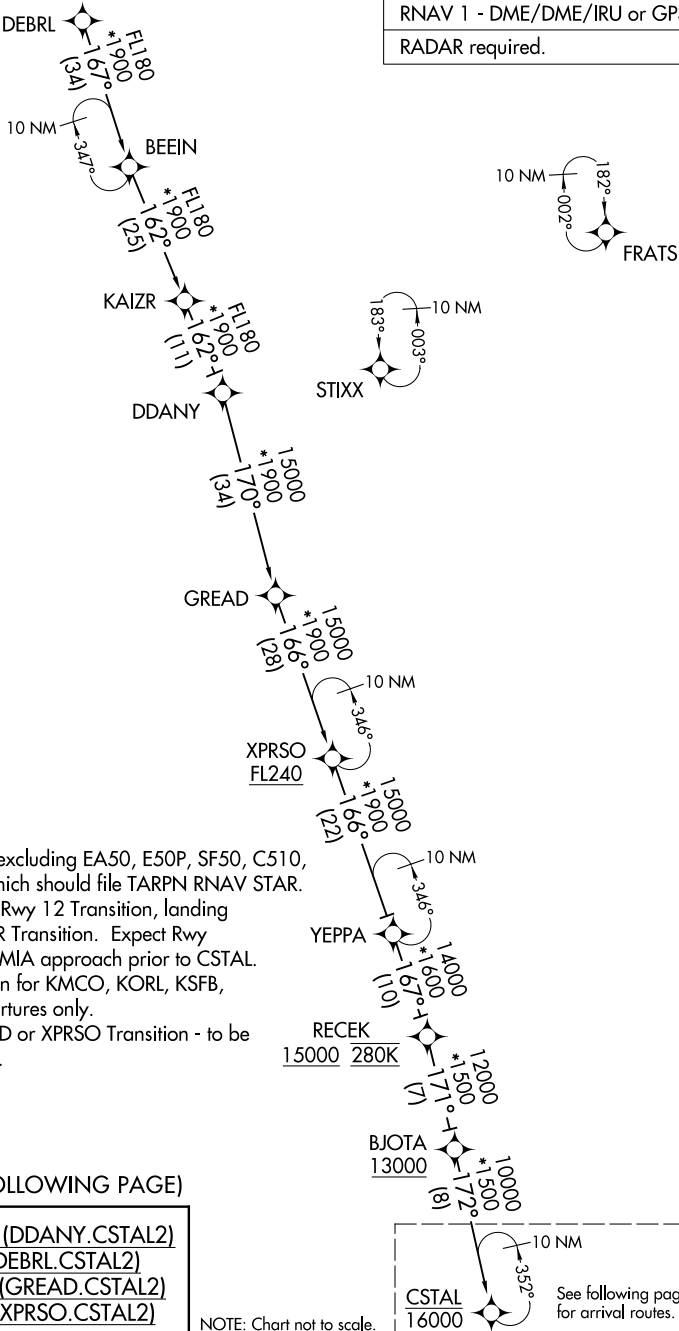 RNAV 1 - DME/DME/IRU or GPS
RADAR required.
DEBRL
FL180
*1900
167°
(34)
10 NM
347°
BEEIN
FL180
*1900
162°
(25)
10 NM
182°
002°
FRATS
KAIZR
FL180
*1900
162°
(11)
10 NM
183°
003°
STIXX
DDANY
15000
*1900
170°
(34)
GREAD
15000
*1900
166°
(28)
10 NM
346°
XPRSO
FL240
15000
*1900
166°
(22)
10 NM
346°
excluding EA50, E50P, SF50, C510,
hich should file TARPN RNAV STAR.
Rwy 12 Transition, landing
R Transition. Expect Rwy
MIA approach prior to CSTAL.
n for KMCO, KORL, KSFB,
rtures only.
D or XPRSO Transition - to be
.
YEPPA
14000
*1600
167°
(10)
RECEK
15000 280K
12000
*1500
171°
(7)
BJOTA
13000
10000
*1500
172°
(8)
OLLOWING PAGE)
(DDANY.CSTAL2)
DEBRL.CSTAL2)
(GREAD.CSTAL2)
XPRSO.CSTAL2)
10 NM
352°
CSTAL
16000
See following pag
for arrival routes.
NOTE: Chart not to scale.